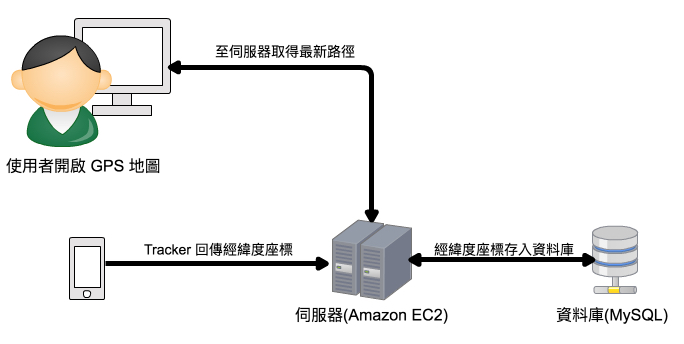 至伺服器取得最新路徑
使用者開啟 GPS 地圖
Tracker 回傳經緯度座標
經緯度座標存入資料庫
伺服器(Amazon EC2)
資料庫(MySQL)